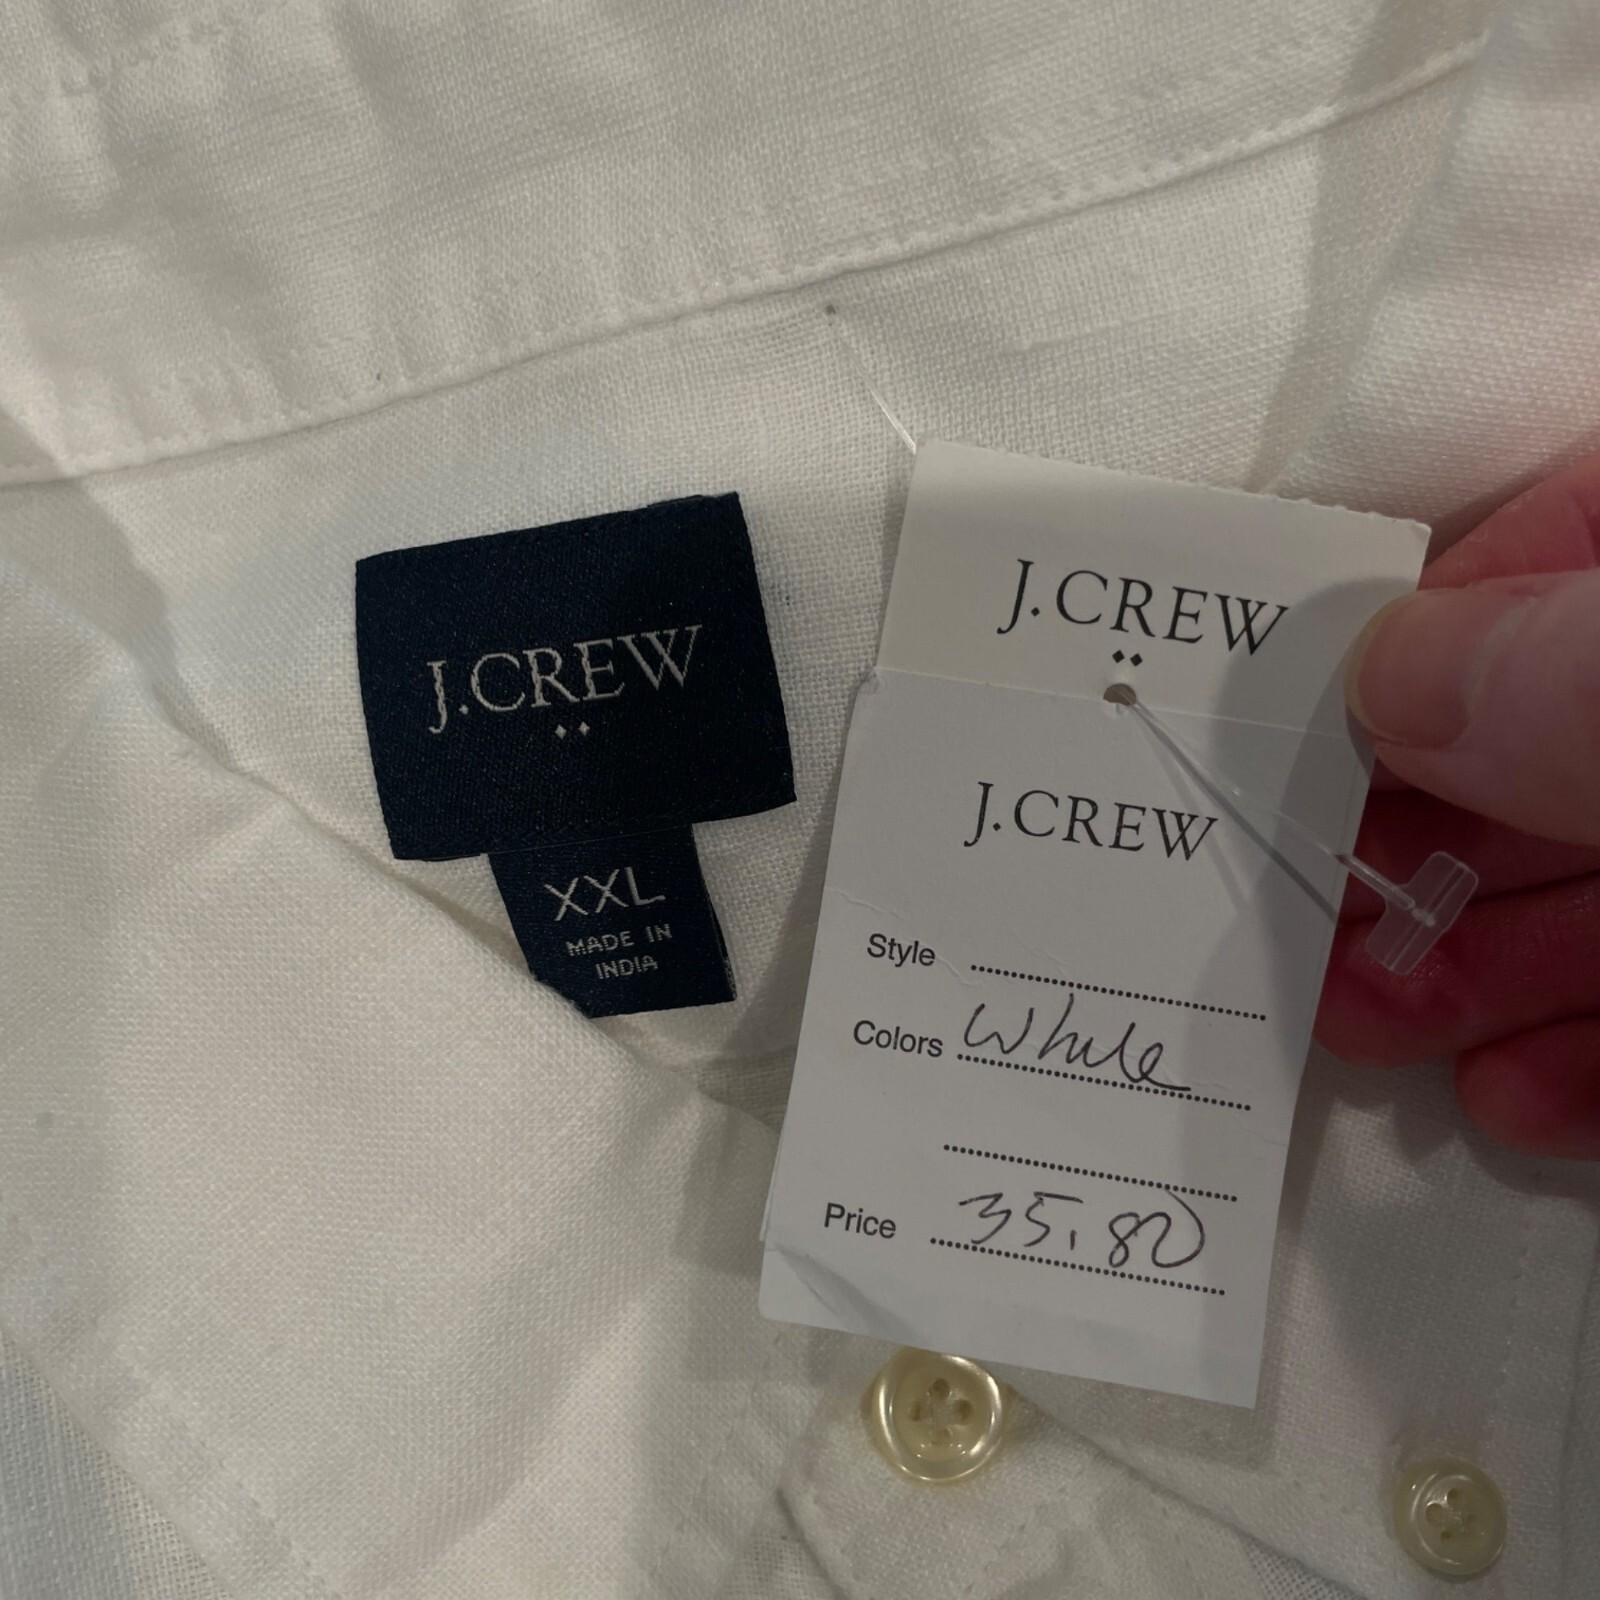 J.CREW
XXL
MADE IN
INDIA
J.CREW
J.CREW
Style
Colors White
Price 35.80